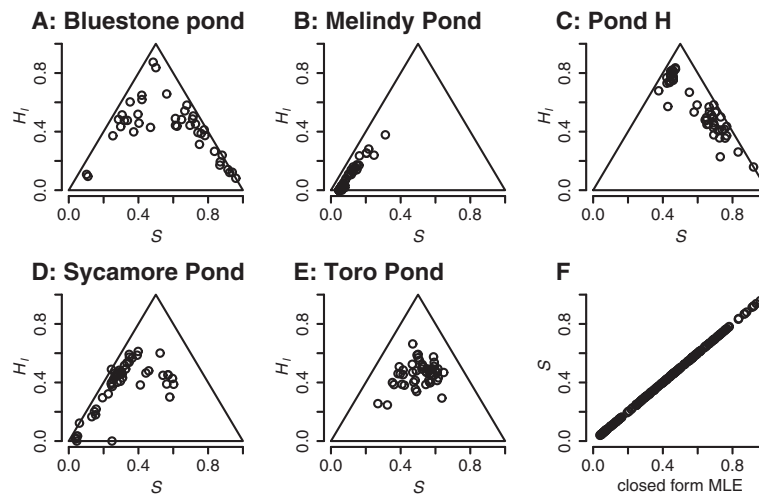 A: Bluestone pond
B: Melindy Pond
C: Pond H
H_I
0.0 0.4 0.8
0.0 0.4 0.8
S
H_I
0.0 0.4 0.8
0.0 0.4 0.8
S
H_I
0.0 0.4 0.8
0.0 0.4 0.8
S
D: Sycamore Pond
E: Toro Pond
F
H_I
0.0 0.4 0.8
0.0 0.4 0.8
S
H_I
0.0 0.4 0.8
0.0 0.4 0.8
S
S
0.0 0.4 0.8
0.0 0.4 0.8
closed form MLE